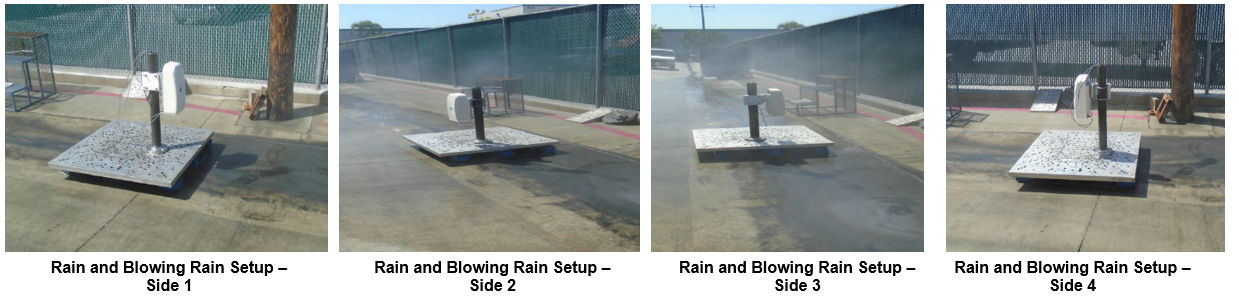 Rain and Blowing Rain Setup –
Side 1
Rain and Blowing Rain Setup –
Side 2
Rain and Blowing Rain Setup –
Side 3
Rain and Blowing Rain Setup –
Side 4